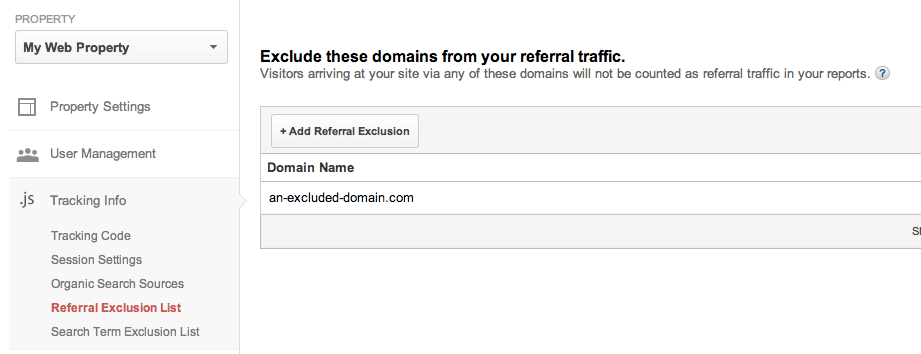 PROPERTY
My Web Property
Property Settings
User Management
.js Tracking Info
Tracking Code
Session Settings
Organic Search Sources
Referral Exclusion List
Search Term Exclusion List
Exclude these domains from your referral traffic.
Visitors arriving at your site via any of these domains will not be counted as referral traffic in your reports. ?
+ Add Referral Exclusion
Domain Name
an-excluded-domain.com